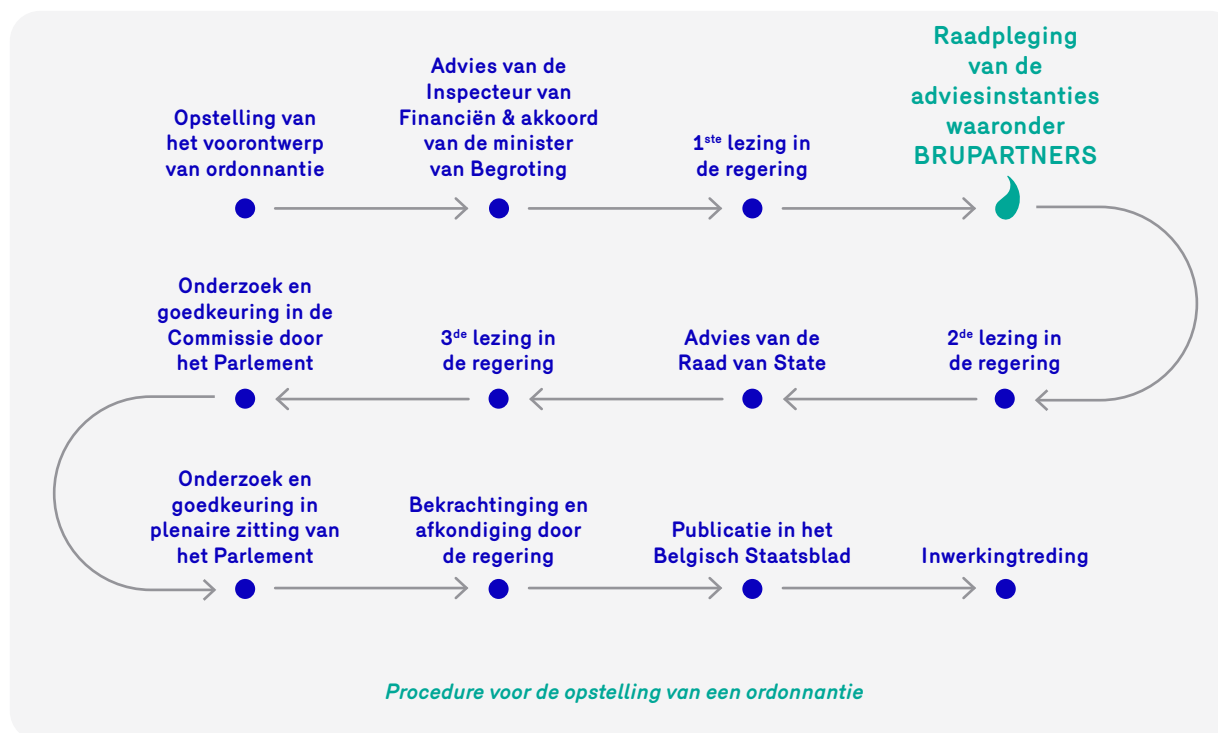 Opstelling van
het voorontwerp
van ordonnantie
Advies van de
Inspecteur van
Financiën & akkoord
van de minister
van Begroting
1ste lezing in
de regering
Raadpleging
van de
adviesinstanties
waaronder
BRUPARTNERS
2de lezing in
de regering
Advies van de
Raad van State
3de lezing in
de regering
Onderzoek en
goedkeuring in de
Commissie door
het Parlement
Onderzoek en
goedkeuring in
plenaire zitting van
het Parlement
Bekrachtinging en
afkondiging door
de regering
Publicatie in het
Belgisch Staatsblad
Inwerkingtreding
Procedure voor de opstelling van een ordonnantie